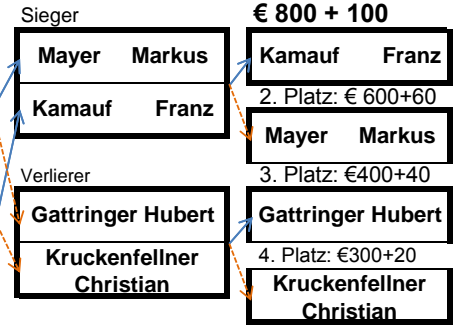 Sieger
Mayer Markus
Kamauf Franz
Verlierer
Gattringer Hubert
Kruckenfellner
Christian
€ 800 + 100
Kamauf Franz
2. Platz: € 600+60
Mayer Markus
3. Platz: €400+40
Gattringer Hubert
4. Platz: €300+20
Kruckenfellner
Christian